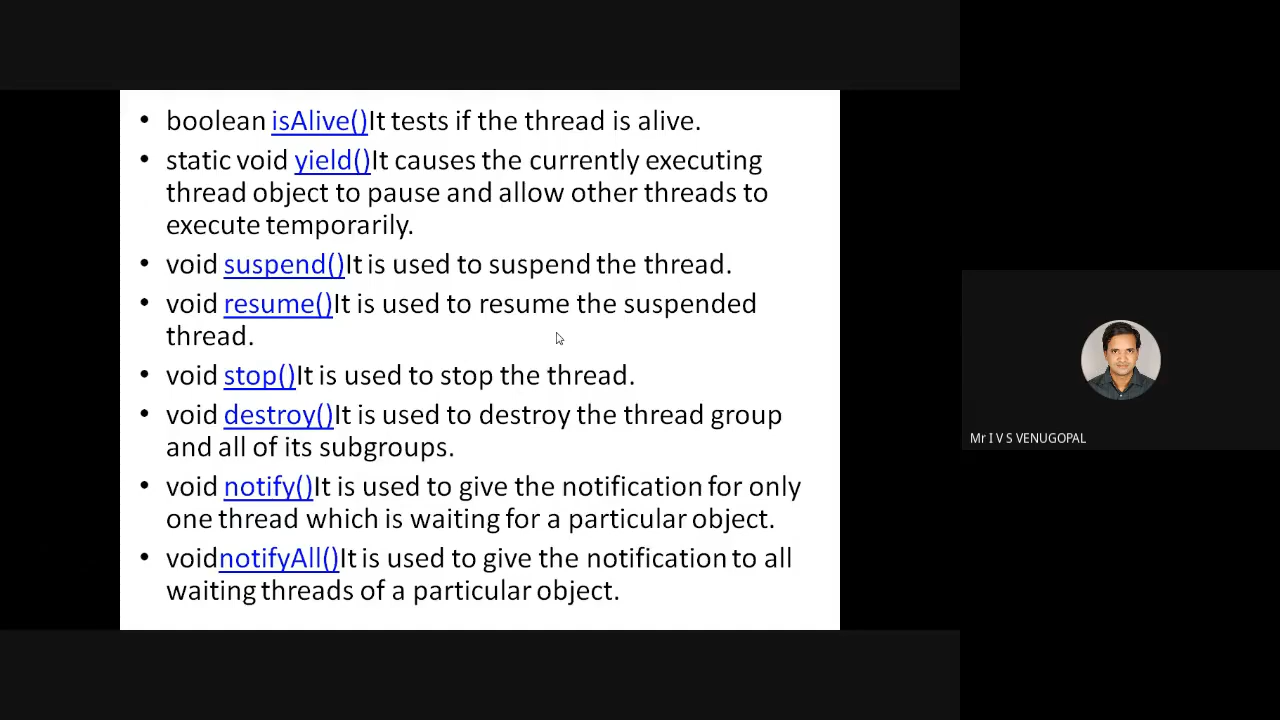 • boolean isAlive()It tests if the thread is alive.
• static void yield()It causes the currently executing
thread object to pause and allow other threads to
execute temporarily.
• void suspend()It is used to suspend the thread.
• void resume()It is used to resume the suspended
thread.
• void stop()It is used to stop the thread.
• void destroy()It is used to destroy the thread group
and all of its subgroups.
• void notify()It is used to give the notification for only
one thread which is waiting for a particular object.
• voidnotifyAll()It is used to give the notification to all
waiting threads of a particular object.
Mr I V S VENUGOPAL